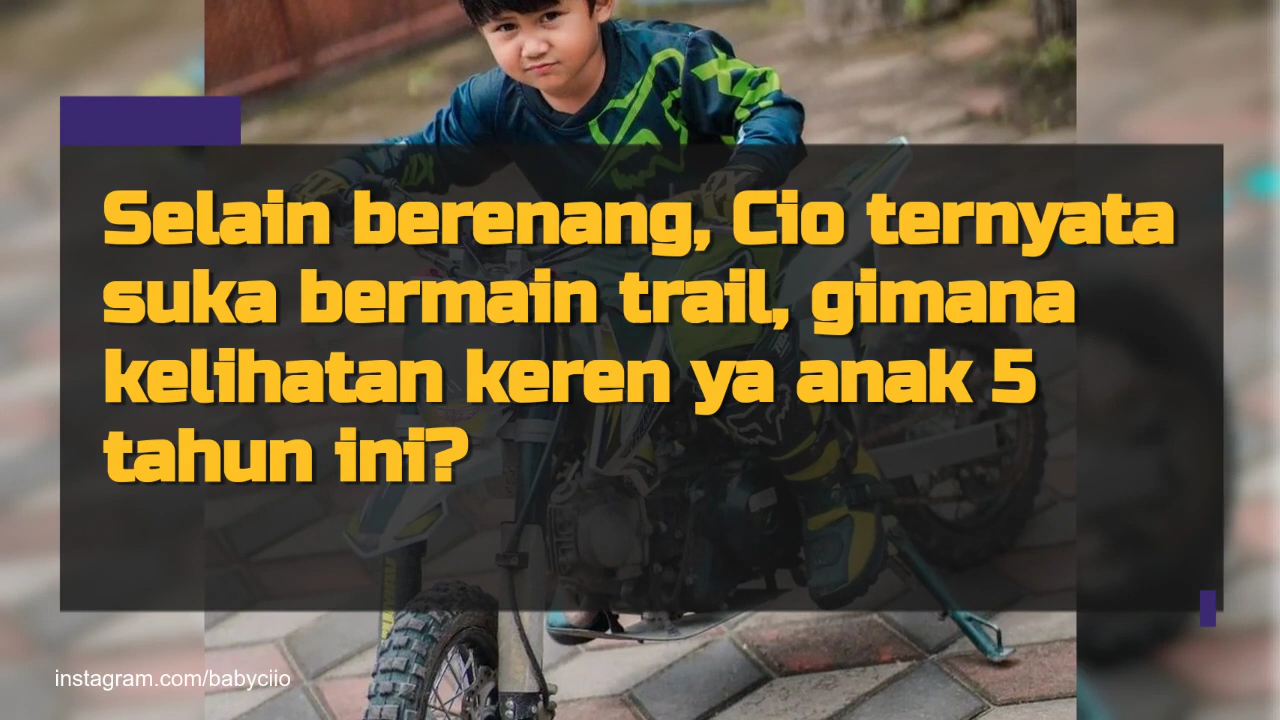 Selain berenang, Cio ternyata
suka bermain trail, gimana
kelihatan keren ya anak 5
tahun ini?
instagram.com/babyciio